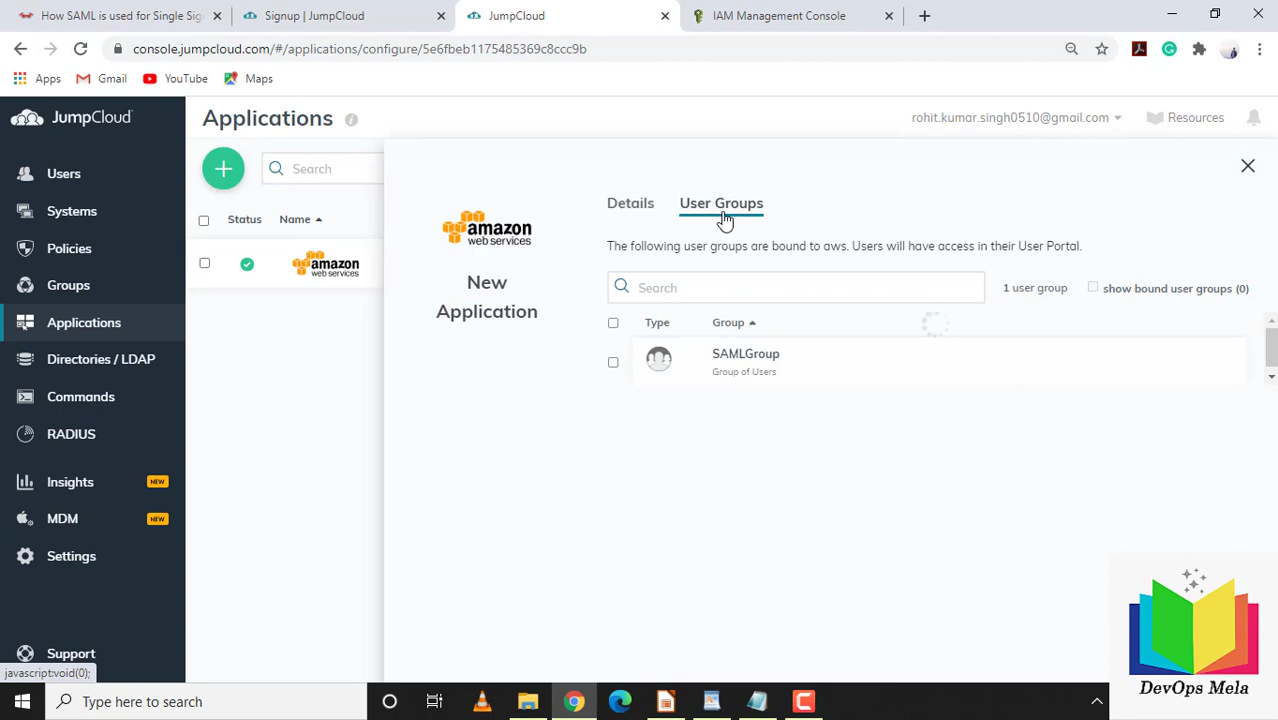 How SAML is used for Single Sig
Signup | JumpCloud
JumpCloud
IAM Management Console
console.jumpcloud.com/#/applications/configure/5e6fbeb1175485369c8ccc9b
Apps
Gmail
YouTube
Maps
JumpCloud
Applications
rohit.kumar.singh0510@gmail.com
Resources
Users
Systems
Policies
Groups
Applications
Directories / LDAP
Commands
RADIUS
Insights
NEW
MDM
NEW
Settings
Support
Search
Status
Name
amazon
web services
amazon
web services
New
Application
Details
User Groups
The following user groups are bound to aws. Users will have access in their User Portal.
Search
1 user group
show bound user groups (0)
Type
Group
SAMLGroup
Group of Users
javascript:void(0);
Type here to search
DevOps Mela